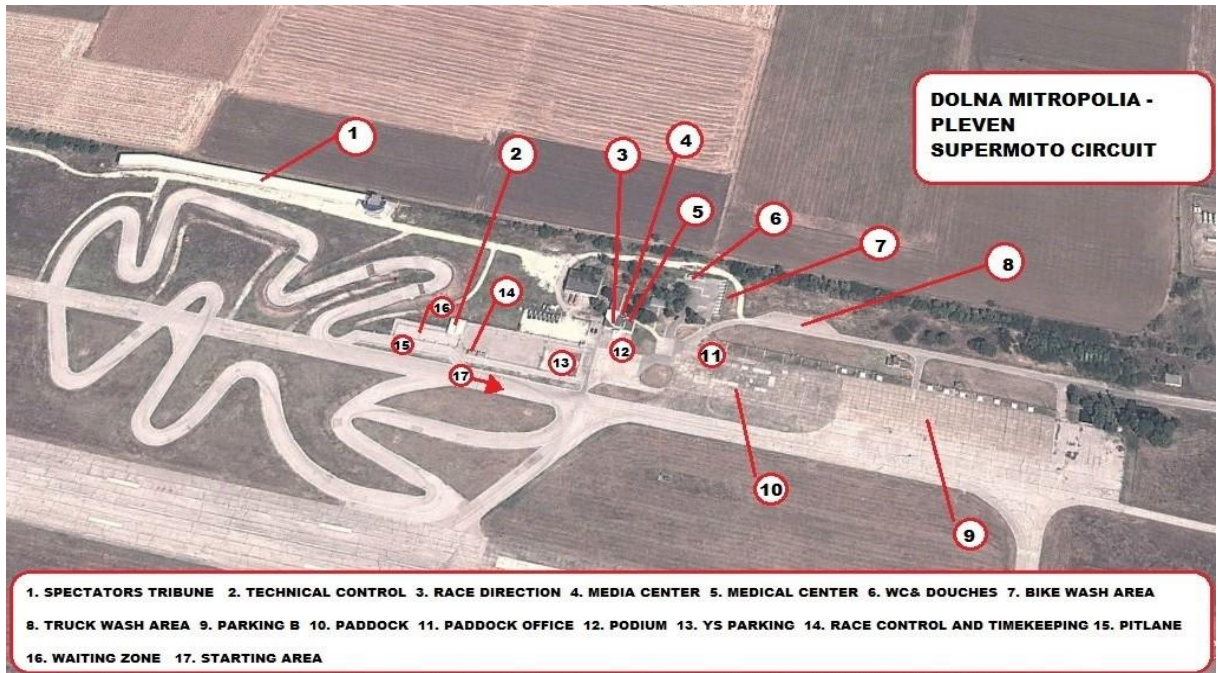 DOLNA MITROPOLIA -
PLEVEN
SUPERMOTO CIRCUIT
1
2
3
4
5
6
7
8
14
16
15
13
12
11
17
10
9
1. SPECTATORS TRIBUNE 2. TECHNICAL CONTROL 3. RACE DIRECTION 4. MEDIA CENTER 5. MEDICAL CENTER 6. WC& DOUCHES 7. BIKE WASH AREA
8. TRUCK WASH AREA 9. PARKING B 10. PADDOCK 11. PADDOCK OFFICE 12. PODIUM 13. YS PARKING 14. RACE CONTROL AND TIMEKEEPING 15. PITLANE
16. WAITING ZONE 17. STARTING AREA